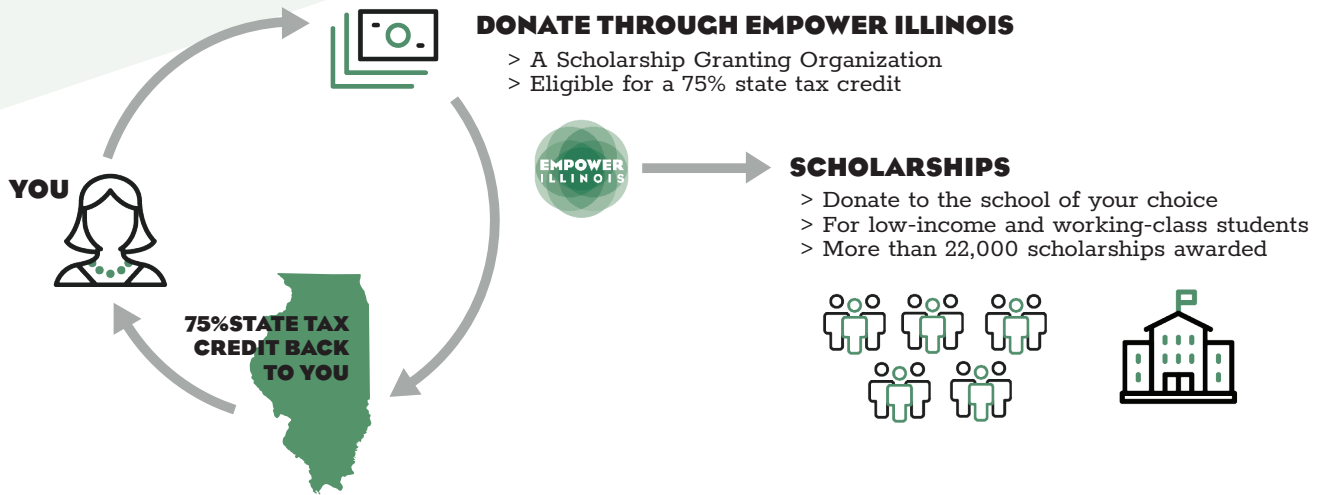 DONATE THROUGH EMPOWER ILLINOIS
> A Scholarship Granting Organization
> Eligible for a 75% state tax credit
EMPOWER
ILLINOIS
SCHOLARSHIPS
> Donate to the school of your choice
> For low-income and working-class students
> More than 22,000 scholarships awarded
YOU
75%STATE TAX
CREDIT BACK
TO YOU